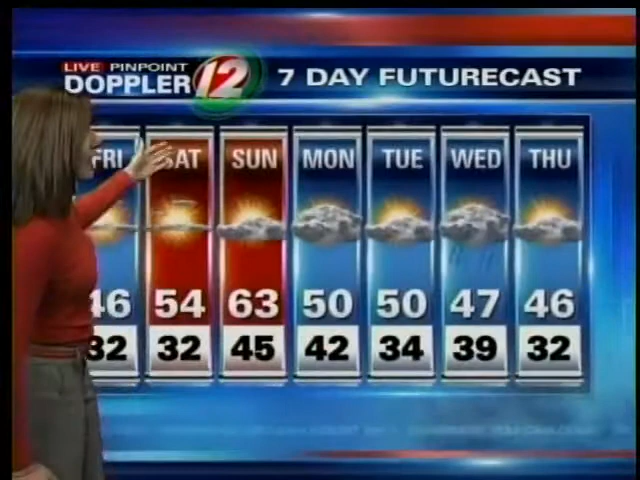 LIVE PINPOINT
DOPPLER 12
7 DAY FUTURECAST
FRI SAT SUN MON TUE WED THU
46 54 63 50 50 47 46
32 32 45 42 34 39 32